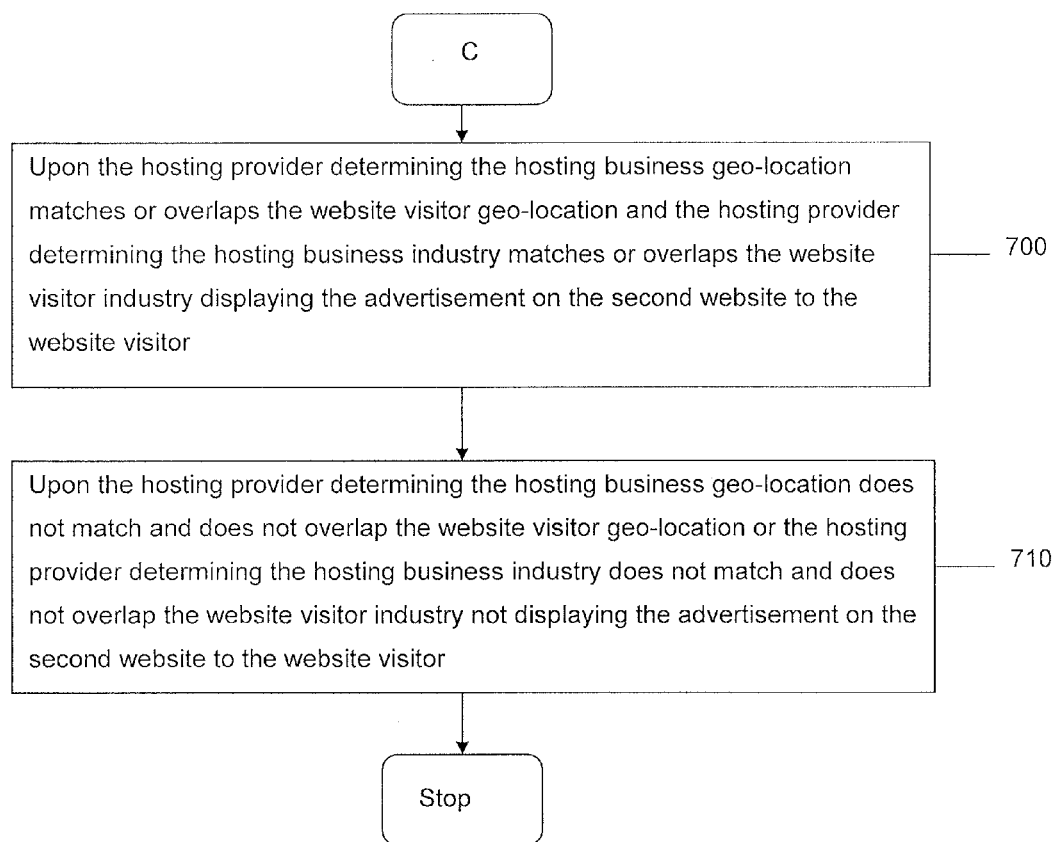 C
Upon the hosting provider determining the hosting business geo-location
matches or overlaps the website visitor geo-location and the hosting provider
determining the hosting business industry matches or overlaps the website
visitor industry displaying the advertisement on the second website to the
website visitor
700
Upon the hosting provider determining the hosting business geo-location does
not match and does not overlap the website visitor geo-location or the hosting
provider determining the hosting business industry does not match and does
not overlap the website visitor industry not displaying the advertisement on the
second website to the website visitor
710
Stop